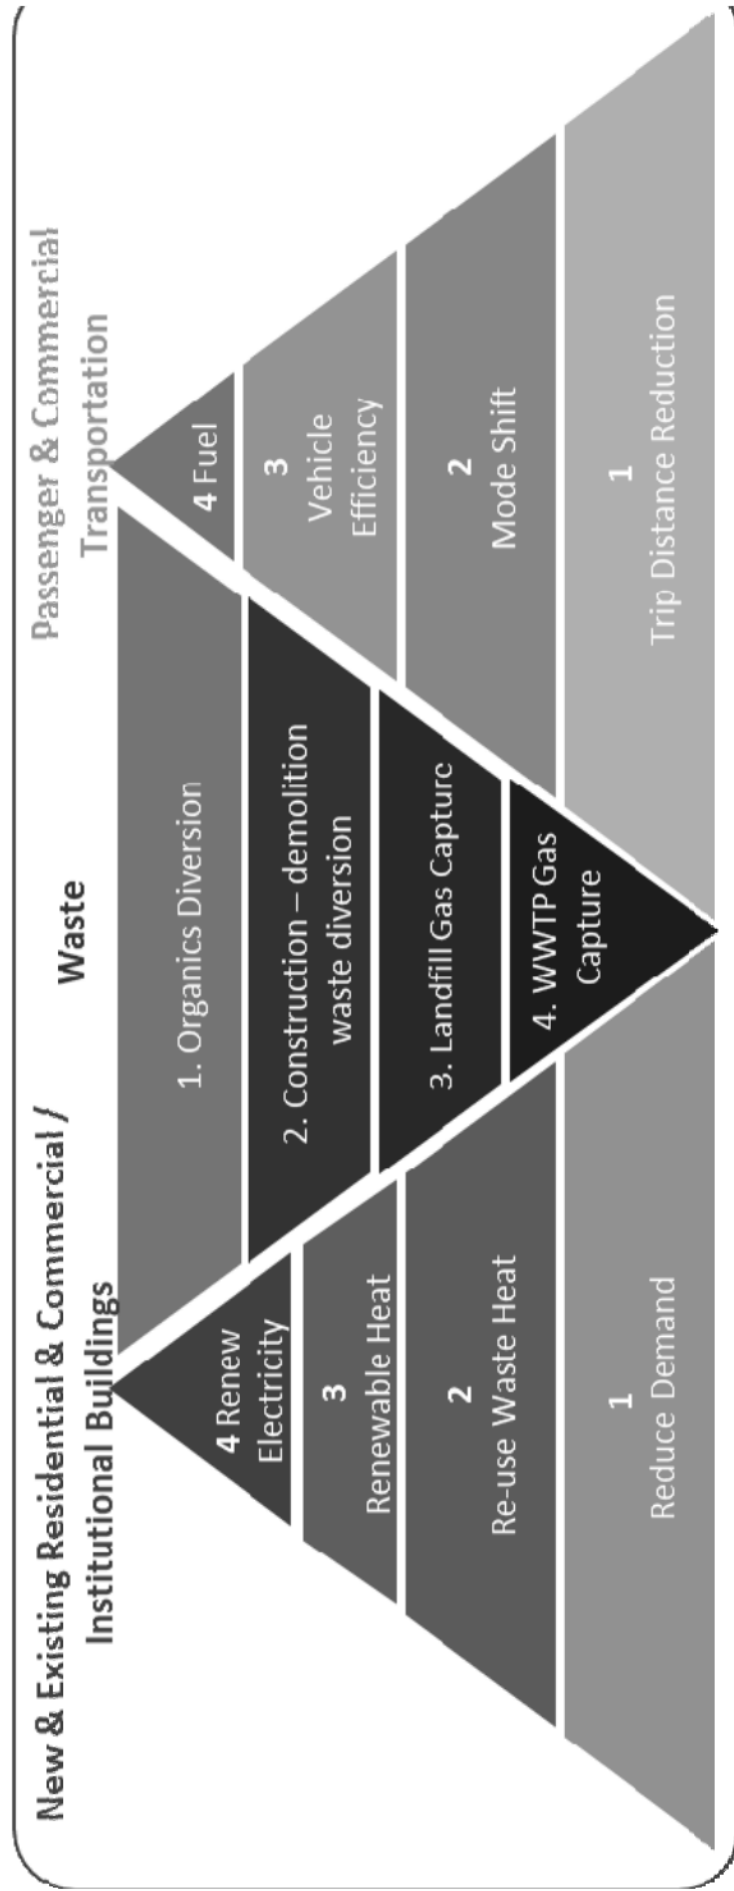 New & Existing Residential & Commercial /
Institutional Buildings
4 Renew
Electricity
3
Renewable Heat
2
Re-use Waste Heat
1
Reduce Demand
Waste
1. Organics Diversion
2. Construction – demolition
waste diversion
3. Landfill Gas Capture
4. WWTP Gas
Capture
Passenger & Commercial
Transportation
4 Fuel
3
Vehicle
Efficiency
2
Mode Shift
1
Trip Distance Reduction